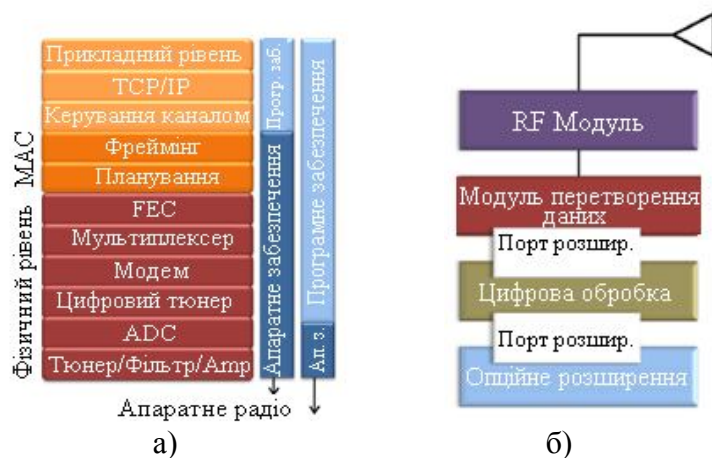 Прикладний рівень
TCP/IP
Керування каналом
Фреймінг
Планування
FEC
Мультиплексер
Модем
Цифровий тюнер
ADC
Тюнер/Фільтр/Amp
Фізичний рівень MAC
Прогр. заб.
Апаратне забезпечення
Програмне забезпечення
Ап. з.
Апаратне радіо
а)
RF Модуль
Модуль перетворення
даних
Порт розшир.
Цифрова обробка
Порт розшир.
Опційне розширення
б)